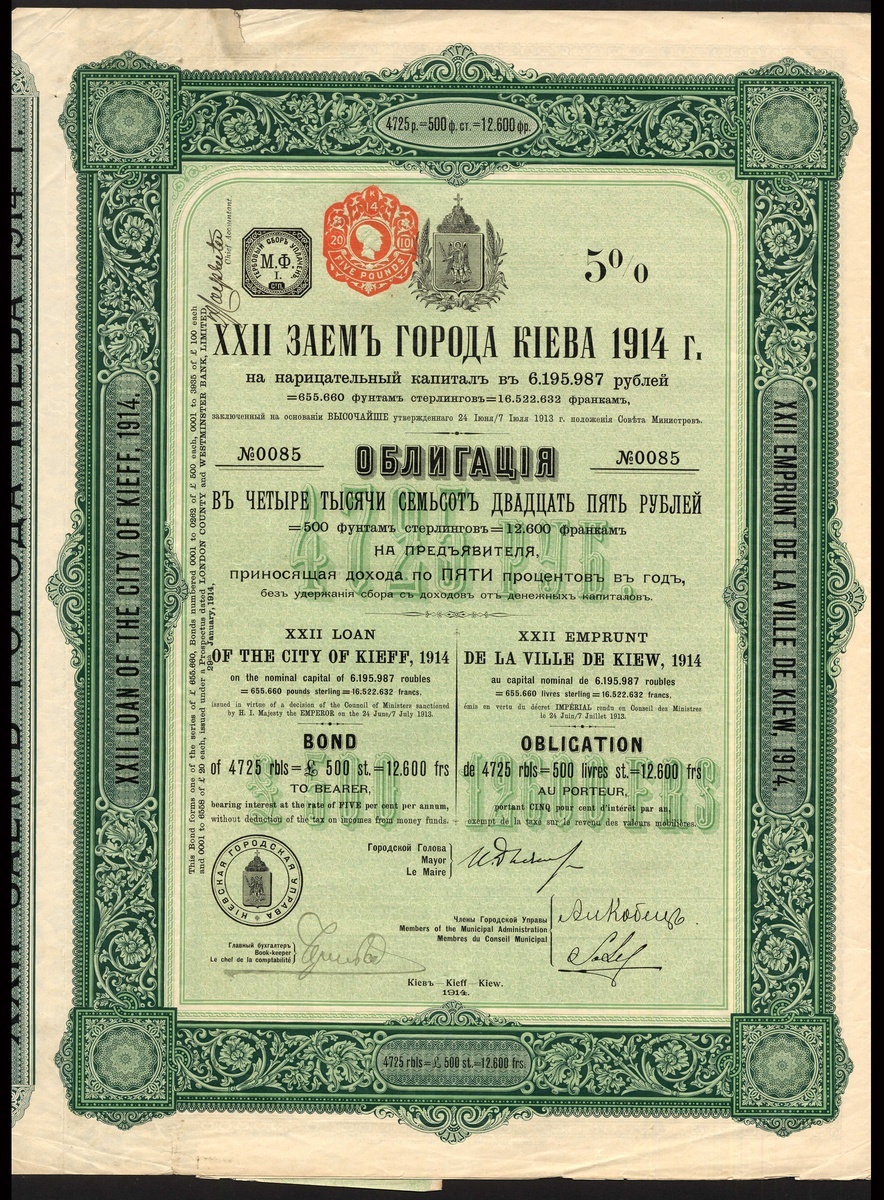 4725 р.=500 ф. ст.=12.600 фр.
ГЕРБОВЫЙ СБОРЪ УПЛАЧЕНЪ
М.Ф.
1.
14
20
10
FIVE POUNDS
5%
XXII ЗАЕМЪ ГОРОДА КІЕВА 1914 г.
на нарицательный капиталъ въ 6.195.987 рублей
=655.660 фунтамъ стерлинговъ=16.522.632 франкамъ,
заключенный на основаніи ВЫСОЧАЙШЕ утвержденнаго 24 Іюня/7 Іюля 1913 г. положенія Совѣта Министровъ.
№0085
ОБЛИГАЦІЯ
№0085
ВЪ ЧЕТЫРЕ ТЫСЯЧИ СЕМЬСОТЪ ДВАДЦАТЬ ПЯТЬ РУБЛЕЙ
=500 фунтамъ стерлинговъ=12.600 франкамъ
НА ПРЕДЪЯВИТЕЛЯ,
приносящая дохода по ПЯТИ процентовъ въ годъ,
безъ удержанія сбора съ доходовъ отъ денежныхъ капиталовъ.
4725 РУБ.
XXII LOAN
OF THE CITY OF KIEFF, 1914
on the nominal capital of 6.195.987 roubles
=655.660 pounds sterling=16.522.632 francs.
issued in virtue of a decision of the Council of Ministers sanctioned
by H. I. Majesty the EMPEROR on the 24 June/7 July 1913.
BOND
of 4725 rbls=£ 500 st.=12.600 frs
TO BEARER,
bearing interest at the rate of FIVE per cent per annum,
without deduction of the tax on incomes from money funds.
XXII EMPRUNT
DE LA VILLE DE KIEW, 1914
au capital nominal de 6.195.987 roubles
=655.660 livres sterling=16.522.632 francs.
émis en vertu du décret IMPÉRIAL rendu en Conseil des Ministres
le 24 Juin/7 Juillet 1913.
OBLIGATION
de 4725 rbls=500 livres st.=12.600 frs
AU PORTEUR,
portant CINQ pour cent d'intérêt par an,
exempt de la taxe sur le revenu des valeurs mobilières.
Городской Голова
Mayor
Le Maire
КІЕВСКАЯ ГОРОДСКАЯ УПРАВА
Члены Городской Управы
Members of the Municipal Administration
Membres du Conseil Municipal
Главный бухгалтеръ
Book-keeper
Le chef de la comptabilité
Кіевъ – Kieff – Kiew.
1914.
4725 rbls=£ 500 st.=12.600 frs.
XXII LOAN OF THE CITY OF KIEFF, 1914.
XXII EMPRUNT DE LA VILLE DE KIEW, 1914.
Chief Accountant.
This Bond forms one of the series of £ 655.660, Bonds numbered 0001 to 0262 of £ 500 each, 0001 to 3935 of £ 100 each
and 0001 to 6558 of £ 20 each, issued under a Prospectus dated LONDON COUNTY and WESTMINSTER BANK, LIMITED,
29th January, 1914.